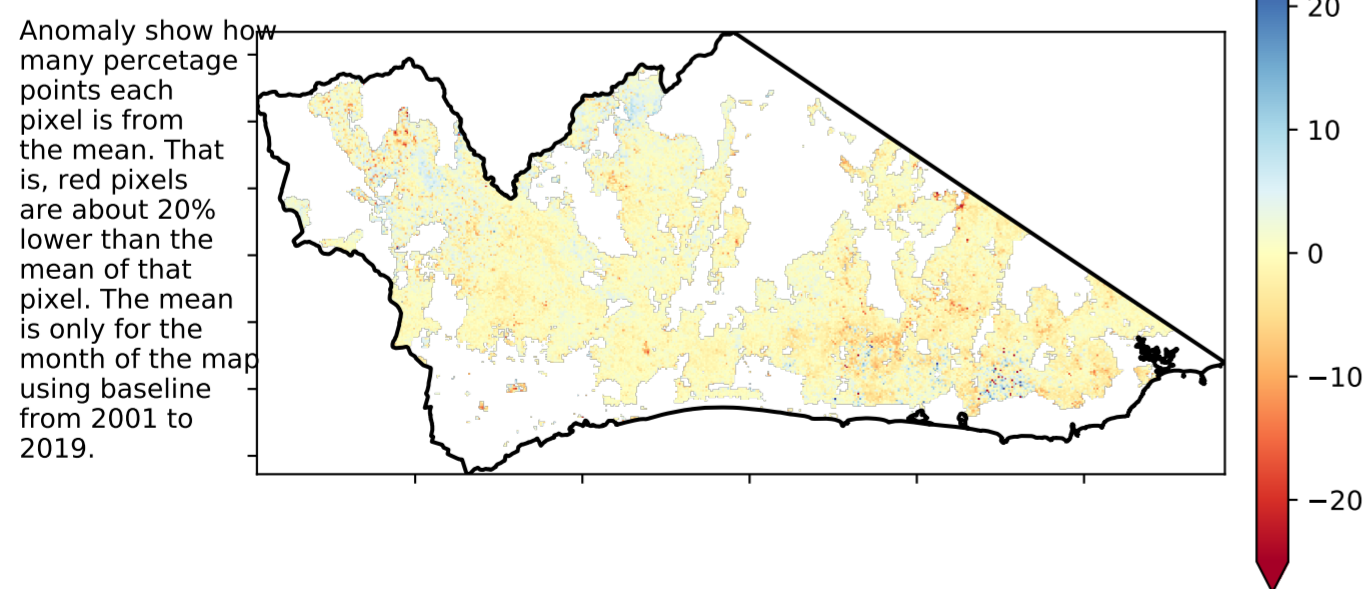 Anomaly show how
many percetage
points each
pixel is from
the mean. That
is, red pixels
are about 20%
lower than the
mean of that
pixel. The mean
is only for the
month of the map
using baseline
from 2001 to
2019.
20
10
0
−10
−20